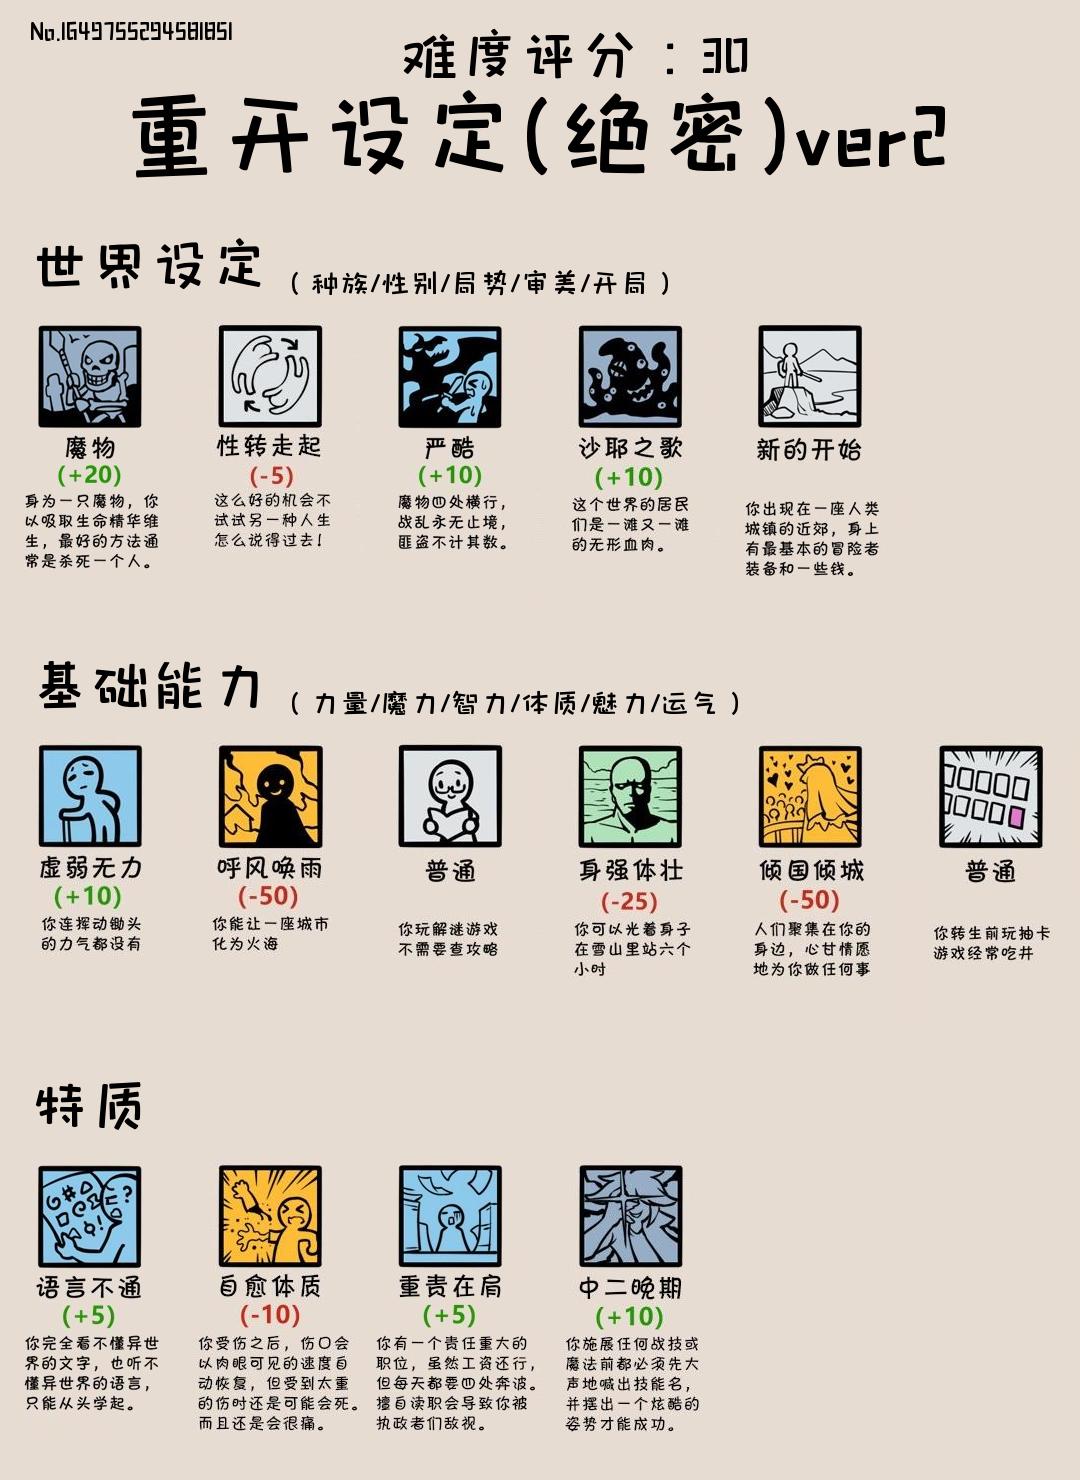 No.1649755294581851
难度评分:30
重开设定(绝密)ver2
世界设定 (种族/性别/局势/审美/开局)
魔物
(+20)
身为一只魔物,你
以吸取生命精华维
生,最好的方法通
常是杀死一个人。
性转走起
(-5)
这么好的机会不
试试另一种人生
怎么说得过去!
严酷
(+10)
魔物四处横行,
战乱永无止境,
匪盗不计其数。
沙耶之歌
(+10)
这个世界的居民
们是一滩又一滩
的无形血肉。
新的开始
你出现在一座人类
城镇的近郊,身上
有最基本的冒险者
装备和一些钱。
基础能力 (力量/魔力/智力/体质/魅力/运气)
虚弱无力
(+10)
你连挥动锄头
的力气都没有
呼风唤雨
(-50)
你能让一座城市
化为火海
普通
你玩解谜游戏
不需要查攻略
身强体壮
(-25)
你可以光着身子
在雪山里站六个
小时
倾国倾城
(-50)
人们聚集在你的
身边,心甘情愿
地为你做任何事
普通
你转生前玩抽卡
游戏经常吃井
特质
语言不通
(+5)
你完全看不懂异世
界的文字,也听不
懂异世界的语言,
只能从头学起。
自愈体质
(-10)
你受伤之后,伤口会
以肉眼可见的速度自
动恢复,但受到太重
的伤时还是可能会死。
而且还是会很痛。
重责在肩
(+5)
你有一个责任重大的
职位,虽然工资还行,
但每天都要四处奔波。
擅自渎职会导致你被
执政者们敌视。
中二晚期
(+10)
你施展任何战技或
魔法前都必须先大
声地喊出技能名,
并摆出一个炫酷的
姿势才能成功。